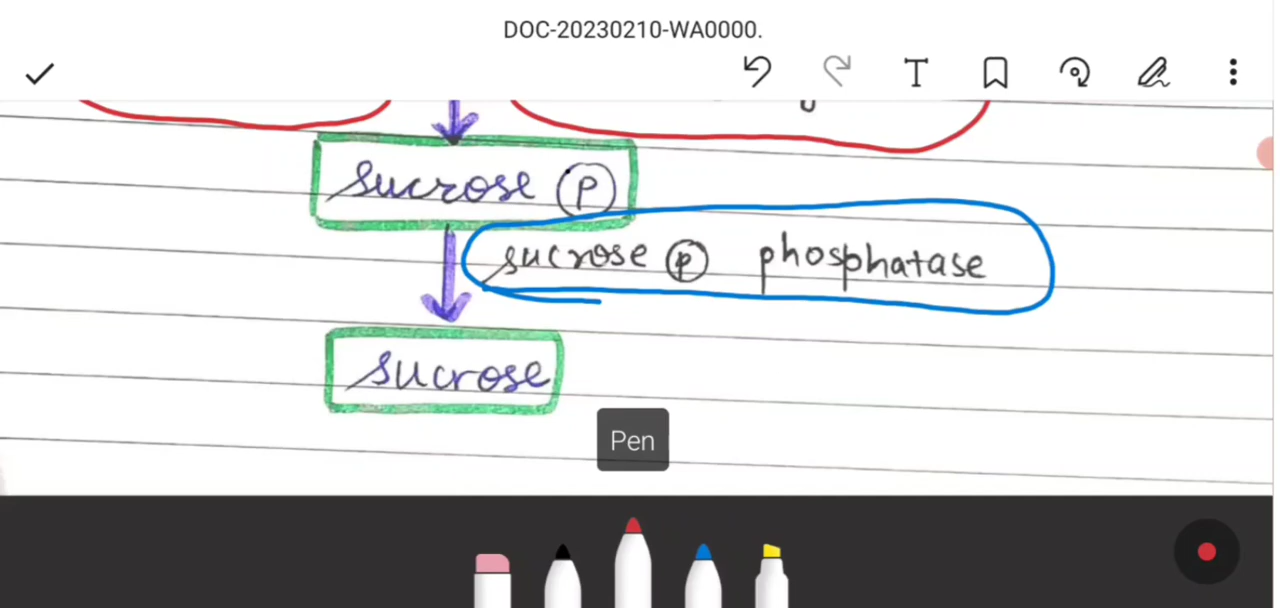 DOC-20230210-WA0000.
T
sucrose P
sucrose P phosphatase
sucrose
Pen